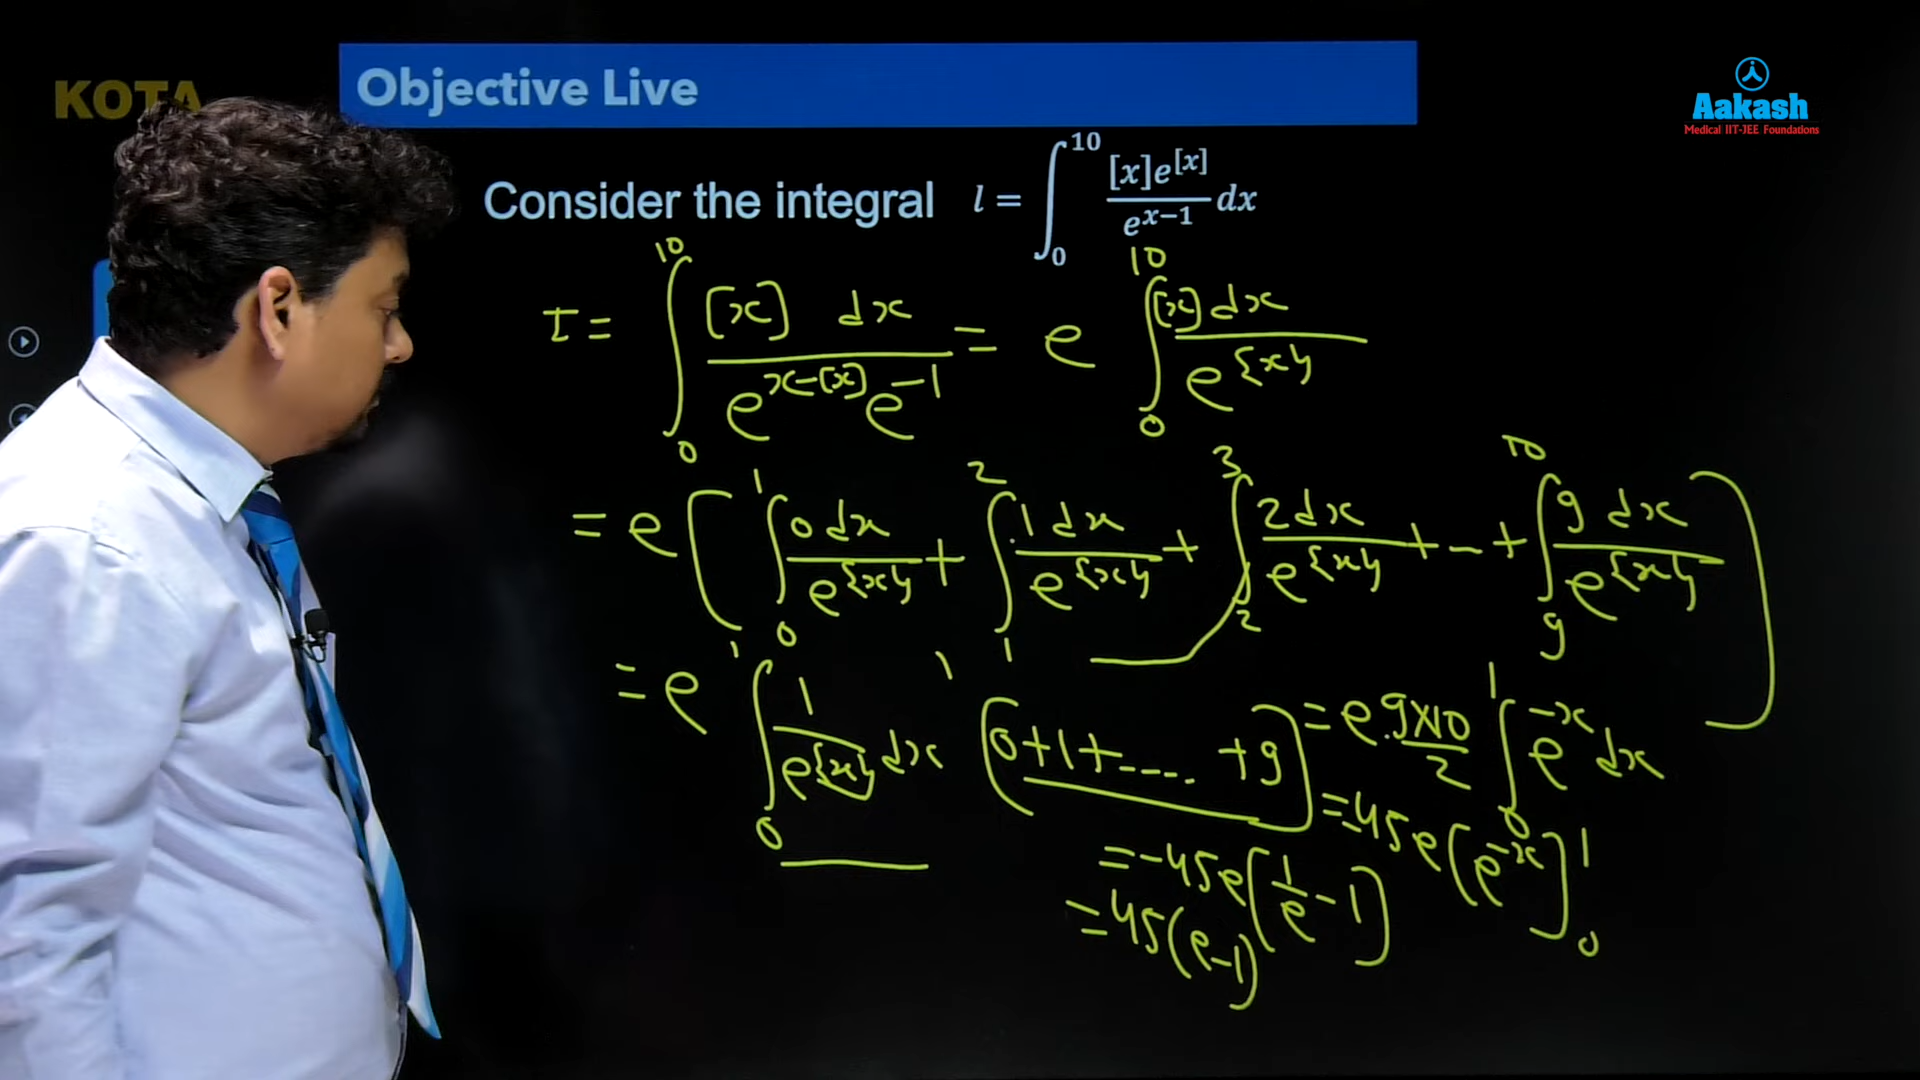 KOTA
Objective Live
Aakash
Medical IIT-JEE Foundations
Consider the integral l = ∫₀¹⁰ [x]e^[x] / e^(x−1) dx
I = ∫₀¹⁰ [x] dx / e^(x−[x]) e^−1 = e ∫₀¹⁰ [x] dx / e^{x}
= e [ ∫₀¹ 0 dx / e^{x} + ∫₁² 1 dx / e^{x} + ∫₂³ 2 dx / e^{x} + -- + ∫₉¹⁰ 9 dx / e^{x} ]
= e ∫₀¹ 1 / e^{x} dx [0+1+---- +9] = e 9×10 / 2 ∫₀¹ e^−x dx
= -45e [e^−x]₀¹
= -45e [1/e − 1]
= 45(e−1)